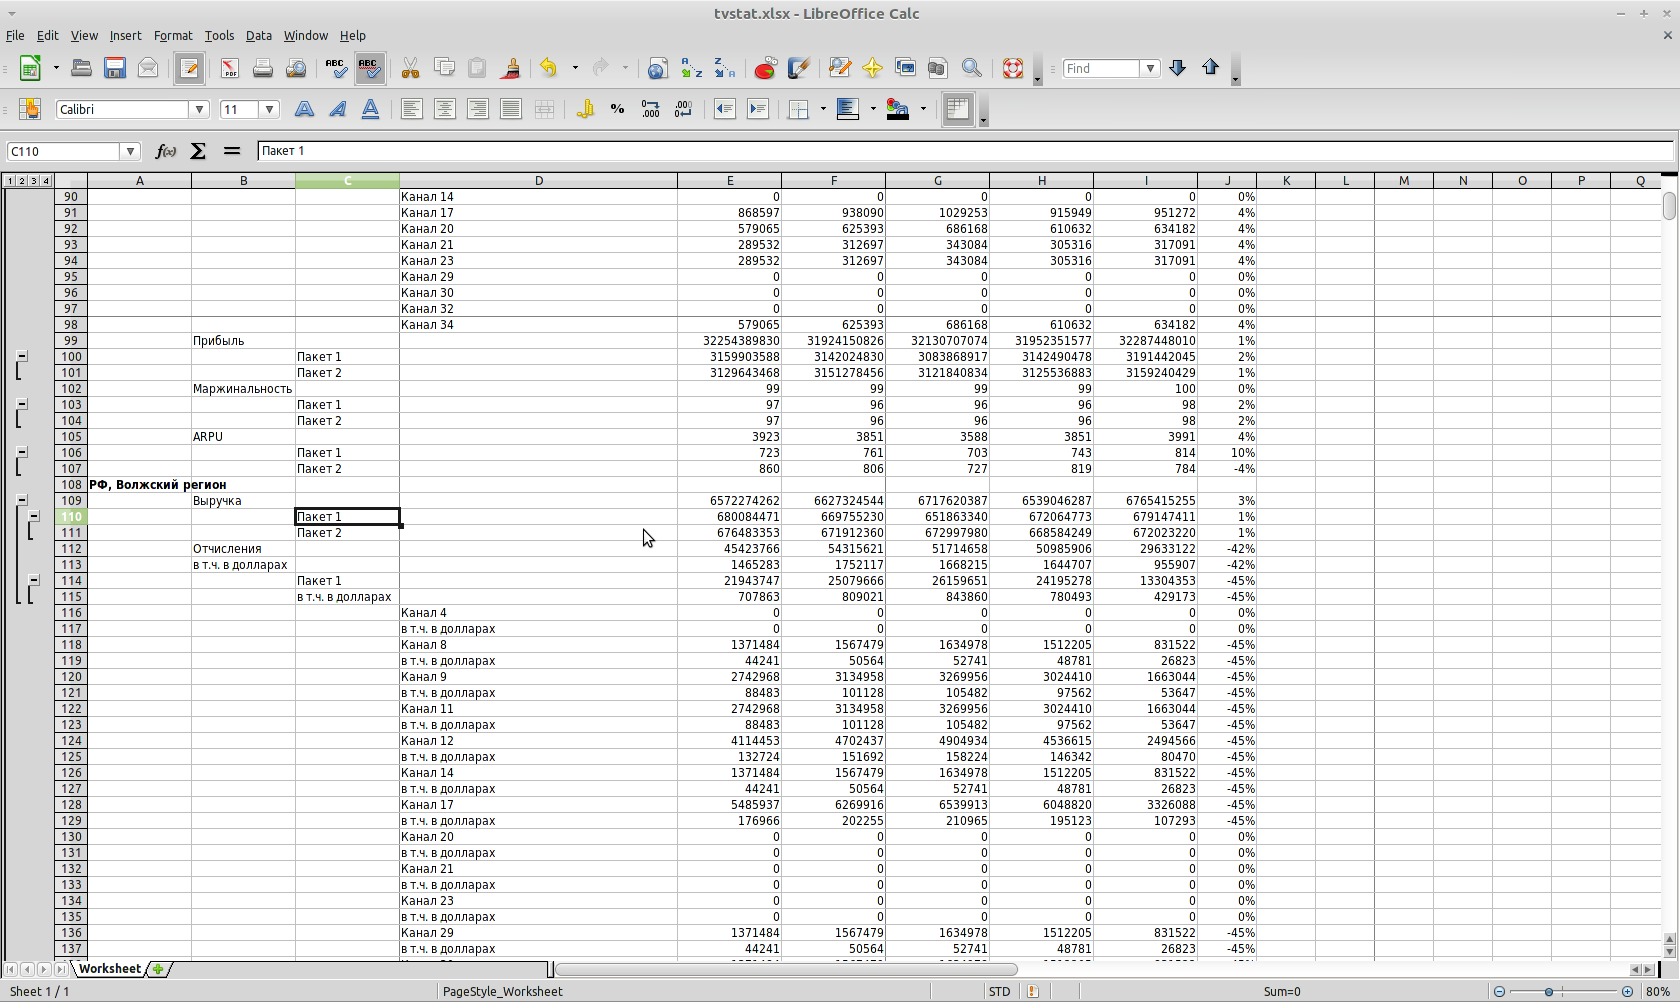 tvstat.xlsx - LibreOffice Calc
File Edit View Insert Format Tools Data Window Help
Find
Calibri 11
C110 f(x) Σ = Пакет 1
1 2 3 4 A B C D E F G H I J K L M N O P Q
90 Канал 14 0 0 0 0 0 0%
91 Канал 17 868597 938090 1029253 915949 951272 4%
92 Канал 20 579065 625393 686168 610632 634182 4%
93 Канал 21 289532 312697 343084 305316 317091 4%
94 Канал 23 289532 312697 343084 305316 317091 4%
95 Канал 29 0 0 0 0 0 0%
96 Канал 30 0 0 0 0 0 0%
97 Канал 32 0 0 0 0 0 0%
98 Канал 34 579065 625393 686168 610632 634182 4%
99 Прибыль 32254389830 31924150826 32130707074 31952351577 32287448010 1%
100 Пакет 1 3159903588 3142024830 3083868917 3142490478 3191442045 2%
101 Пакет 2 3129643468 3151278456 3121840834 3125536883 3159240429 1%
102 Маржинальность 99 99 99 99 100 0%
103 Пакет 1 97 96 96 96 98 2%
104 Пакет 2 97 96 96 96 98 2%
105 ARPU 3923 3851 3588 3851 3991 4%
106 Пакет 1 723 761 703 743 814 10%
107 Пакет 2 860 806 727 819 784 -4%
108 РФ, Волжский регион
109 Выручка 6572274262 6627324544 6717620387 6539046287 6765415255 3%
110 Пакет 1 680084471 669755230 651863340 672064773 679147411 1%
111 Пакет 2 676483353 671912360 672997980 668584249 672023220 1%
112 Отчисления 45423766 54315621 51714658 50985906 29633122 -42%
113 в т.ч. в долларах 1465283 1752117 1668215 1644707 955907 -42%
114 Пакет 1 21943747 25079666 26159651 24195278 13304353 -45%
115 в т.ч. в долларах 707863 809021 843860 780493 429173 -45%
116 Канал 4 0 0 0 0 0 0%
117 в т.ч. в долларах 0 0 0 0 0 0%
118 Канал 8 1371484 1567479 1634978 1512205 831522 -45%
119 в т.ч. в долларах 44241 50564 52741 48781 26823 -45%
120 Канал 9 2742968 3134958 3269956 3024410 1663044 -45%
121 в т.ч. в долларах 88483 101128 105482 97562 53647 -45%
122 Канал 11 2742968 3134958 3269956 3024410 1663044 -45%
123 в т.ч. в долларах 88483 101128 105482 97562 53647 -45%
124 Канал 12 4114453 4702437 4904934 4536615 2494566 -45%
125 в т.ч. в долларах 132724 151692 158224 146342 80470 -45%
126 Канал 14 1371484 1567479 1634978 1512205 831522 -45%
127 в т.ч. в долларах 44241 50564 52741 48781 26823 -45%
128 Канал 17 5485937 6269916 6539913 6048820 3326088 -45%
129 в т.ч. в долларах 176966 202255 210965 195123 107293 -45%
130 Канал 20 0 0 0 0 0 0%
131 в т.ч. в долларах 0 0 0 0 0 0%
132 Канал 21 0 0 0 0 0 0%
133 в т.ч. в долларах 0 0 0 0 0 0%
134 Канал 23 0 0 0 0 0 0%
135 в т.ч. в долларах 0 0 0 0 0 0%
136 Канал 29 1371484 1567479 1634978 1512205 831522 -45%
137 в т.ч. в долларах 44241 50564 52741 48781 26823 -45%
Worksheet
Sheet 1 / 1 PageStyle_Worksheet STD Sum=0 80%